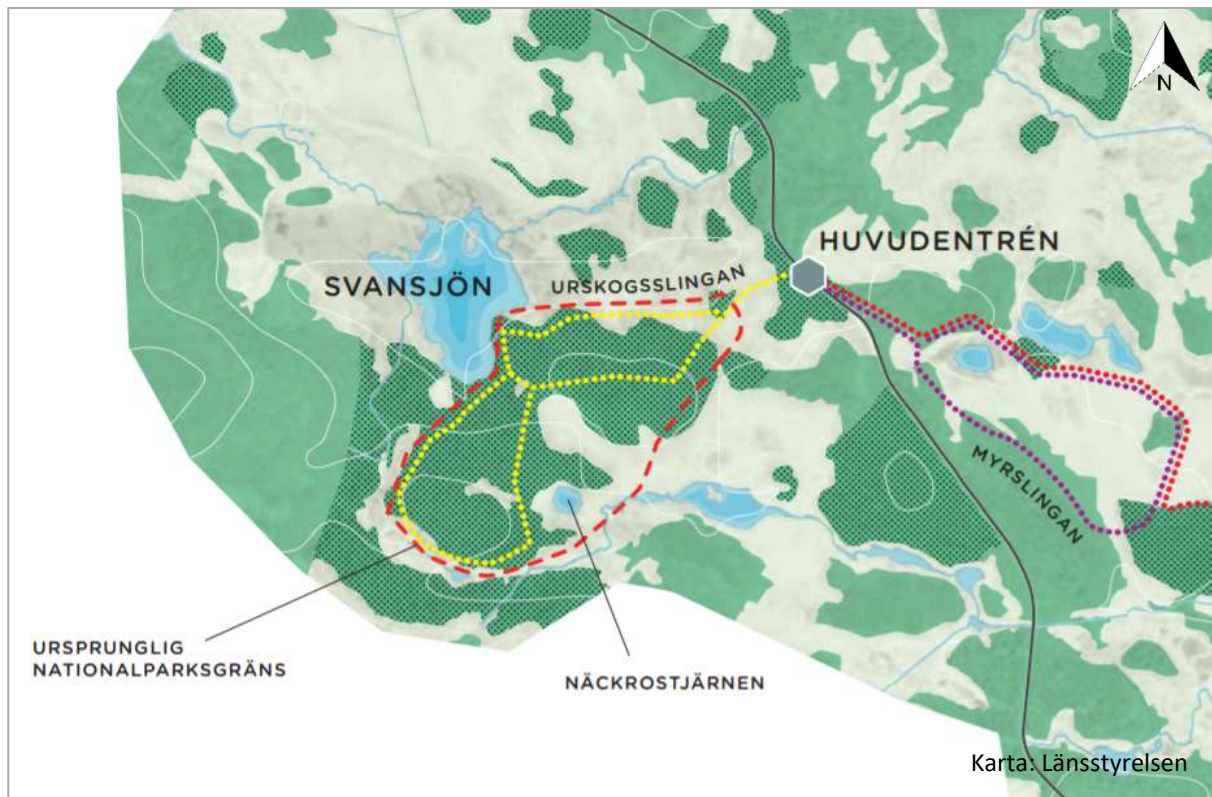 N
HUVUDENTRÉN
URSKOGSSLINGAN
SVANSJÖN
MYRSLINGAN
URSPRUNGLIG
NATIONALPARKSGRÄNS
NÄCKROSTJÄRNEN
Karta: Länsstyrelsen